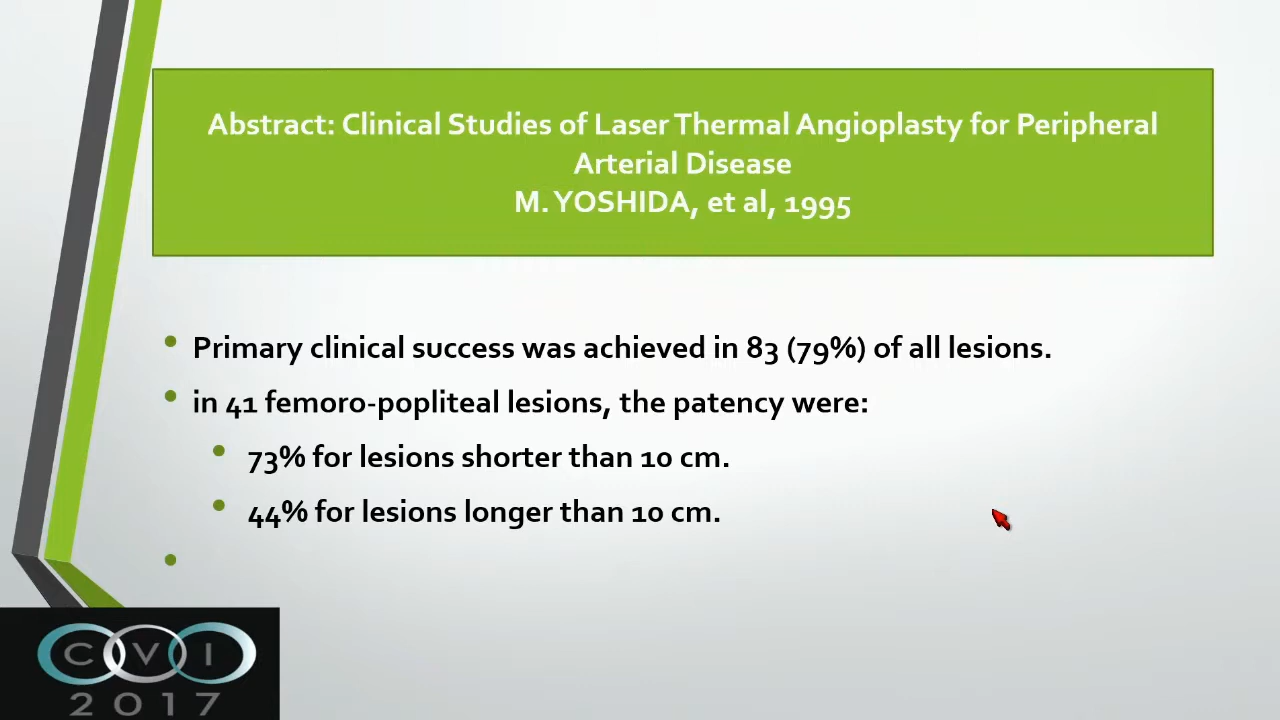 Abstract: Clinical Studies of Laser Thermal Angioplasty for Peripheral
Arterial Disease
M. YOSHIDA, et al, 1995
Primary clinical success was achieved in 83 (79%) of all lesions.
in 41 femoro-popliteal lesions, the patency were:
73% for lesions shorter than 10 cm.
44% for lesions longer than 10 cm.
CVI
2017